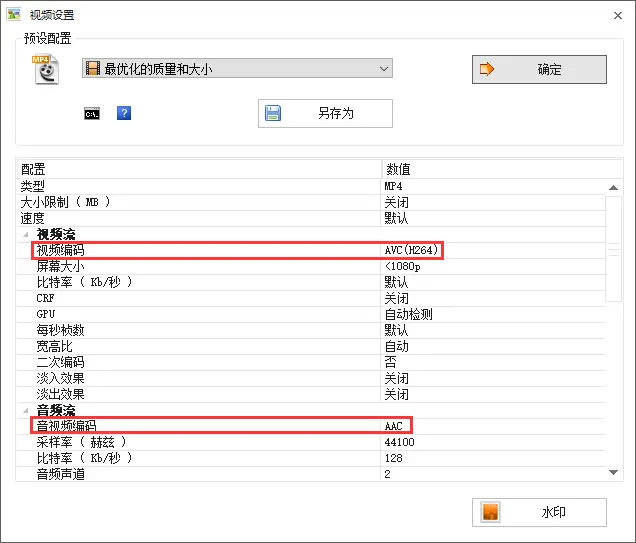 视频设置
预设配置
MP4
最优化的质量和大小
确定
C:\.
?
另存为
配置 数值
类型 MP4
大小限制 ( MB ) 关闭
速度 默认
视频流
视频编码 AVC(H264)
屏幕大小 <1080p
比特率 ( Kb/秒 ) 默认
CRF 关闭
GPU 自动检测
每秒桢数 默认
宽高比 自动
二次编码 否
淡入效果 关闭
淡出效果 关闭
音频流
音视频编码 AAC
采样率 ( 赫兹 ) 44100
比特率 ( Kb/秒 ) 128
音频声道 2
水印